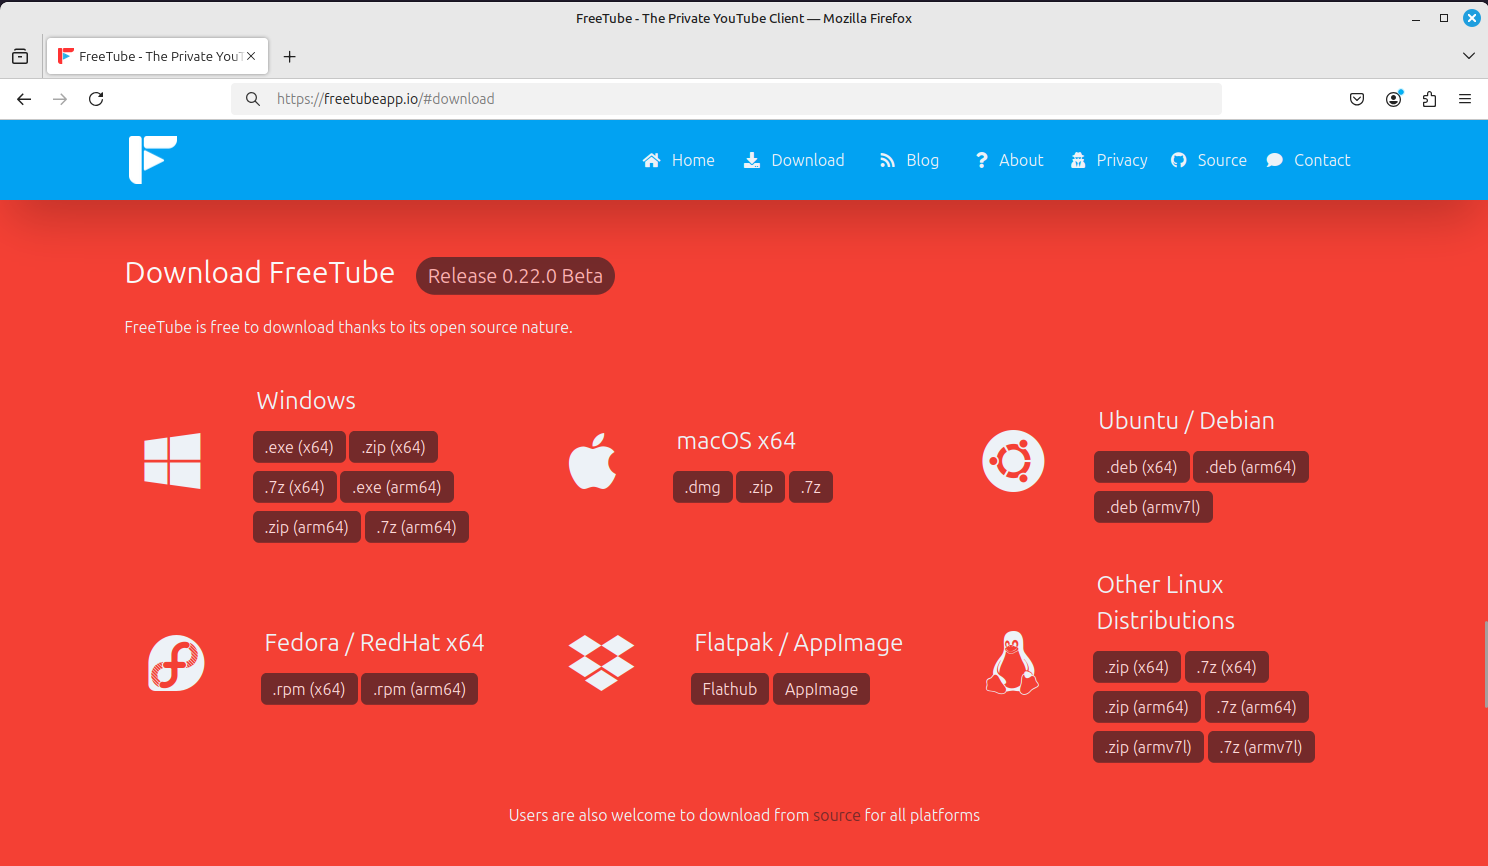 FreeTube - The Private YouTube Client — Mozilla Firefox
FreeTube - The Private YouT
https://freetubeapp.io/#download
Home Download Blog About Privacy Source Contact
Download FreeTube Release 0.22.0 Beta
FreeTube is free to download thanks to its open source nature.
Windows
.exe (x64) .zip (x64)
.7z (x64) .exe (arm64)
.zip (arm64) .7z (arm64)
macOS x64
.dmg .zip .7z
Ubuntu / Debian
.deb (x64) .deb (arm64)
.deb (armv7l)
Fedora / RedHat x64
.rpm (x64) .rpm (arm64)
Flatpak / AppImage
Flathub AppImage
Other Linux
Distributions
.zip (x64) .7z (x64)
.zip (arm64) .7z (arm64)
.zip (armv7l) .7z (armv7l)
Users are also welcome to download from source for all platforms